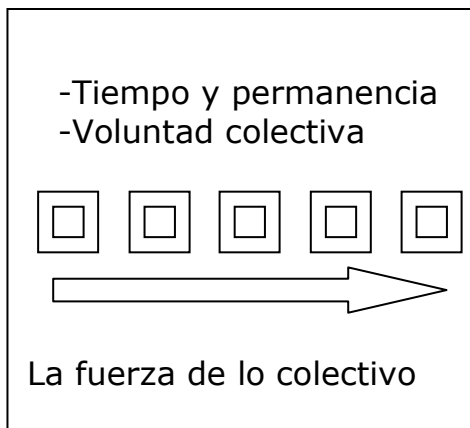 -Tiempo y permanencia
-Voluntad colectiva
La fuerza de lo colectivo